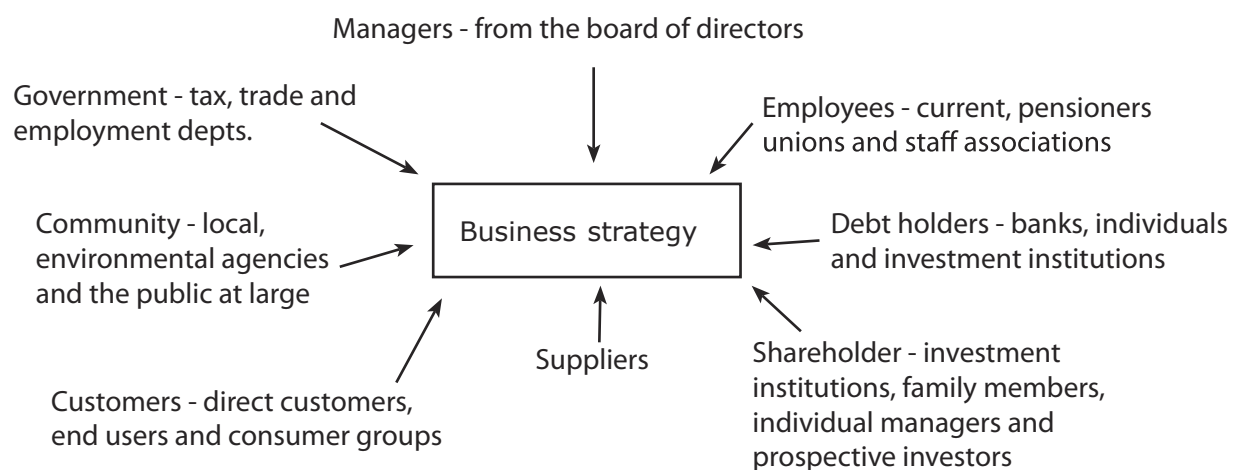 Managers - from the board of directors
Government - tax, trade and
employment depts.
Employees - current, pensioners
unions and staff associations
Community - local,
environmental agencies
and the public at large
Business strategy
Debt holders - banks, individuals
and investment institutions
Customers - direct customers,
end users and consumer groups
Suppliers
Shareholder - investment
institutions, family members,
individual managers and
prospective investors